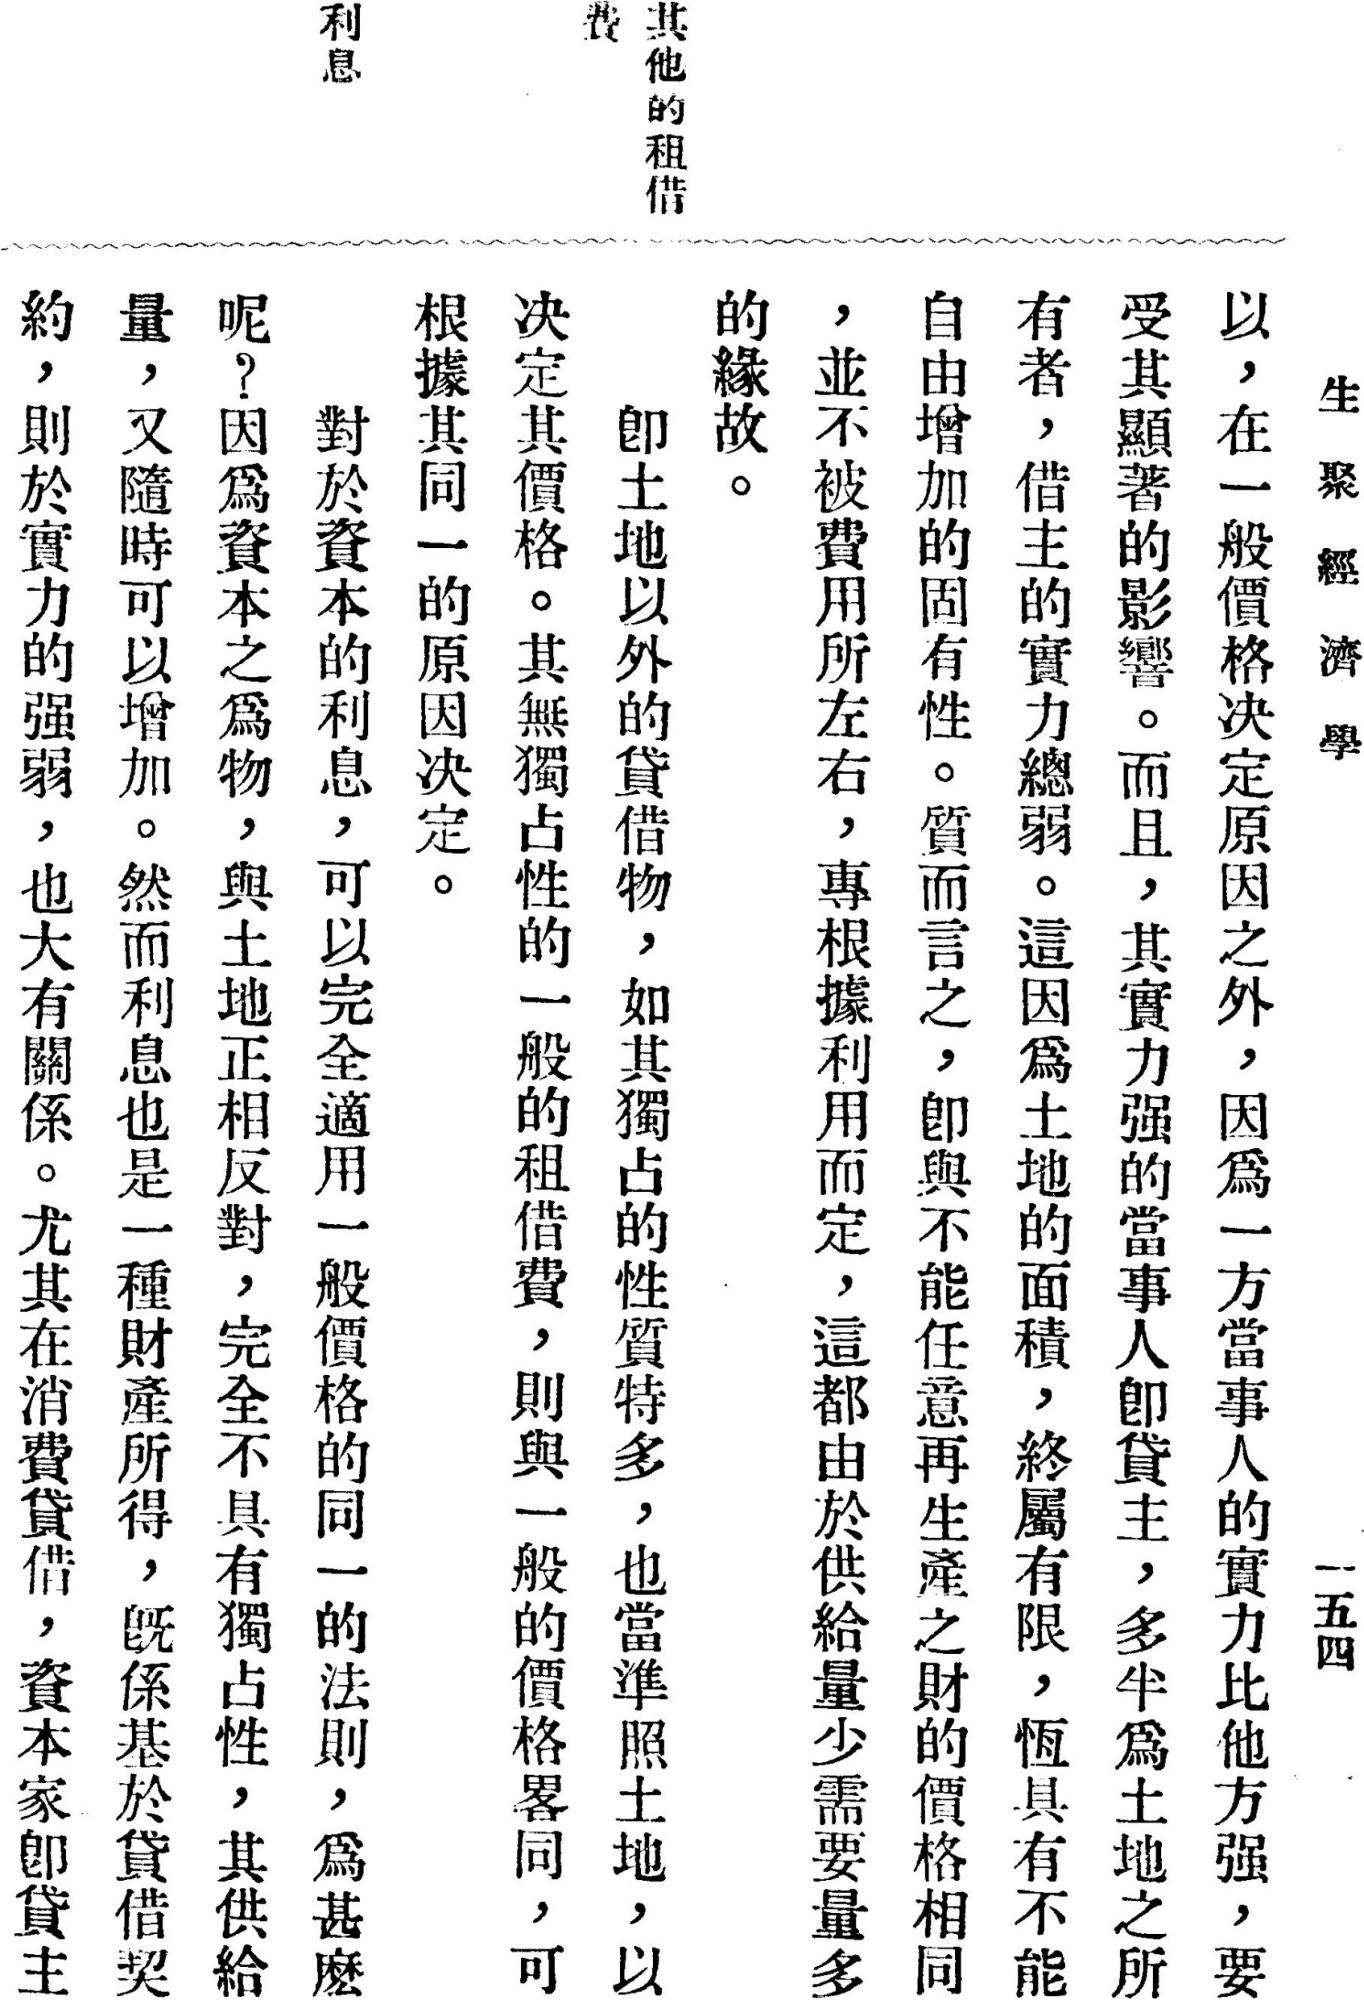 生聚經濟學
一五四
以，在一般價格决定原因之外，因爲一方當事人的實力比他方强，要
受其顯著的影響。而且，其實力强的當事人卽貸主，多半爲土地之所
有者，借主的實力總弱。這因爲土地的面積，終屬有限，恆具有不能
自由增加的固有性。質而言之，卽與不能任意再生產之財的價格相同
，並不被費用所左右，專根據利用而定，這都由於供給量少需要量多
的緣故。
其他的租借
費
卽土地以外的貸借物，如其獨占的性質特多，也當準照土地，以
决定其價格。其無獨占性的一般的租借費，則與一般的價格畧同，可
根據其同一的原因决定。
利息
對於資本的利息，可以完全適用一般價格的同一的法則，爲甚麽
呢？因爲資本之爲物，與土地正相反對，完全不具有獨占性，其供給
量，又隨時可以增加。然而利息也是一種財產所得，旣係基於貸借契
約，則於實力的强弱，也大有關係。尤其在消費貸借，資本家卽貸主